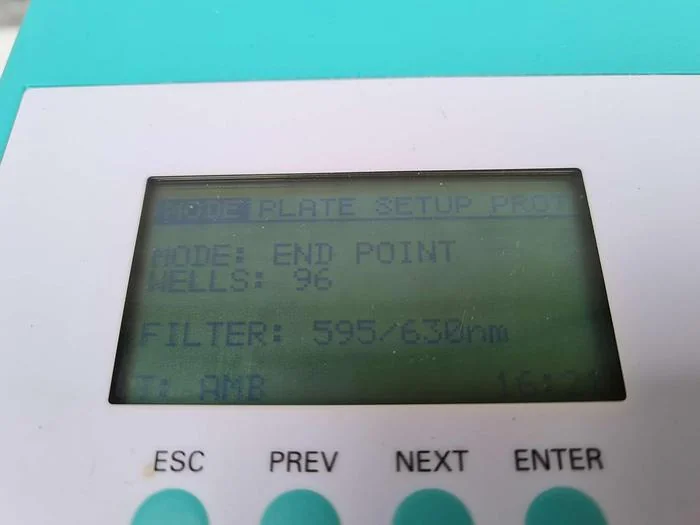 MODE PLATE SETUP PROT
MODE: END POINT
WELLS: 96
FILTER: 595/630nm
T: AMB
ESC PREV NEXT ENTER